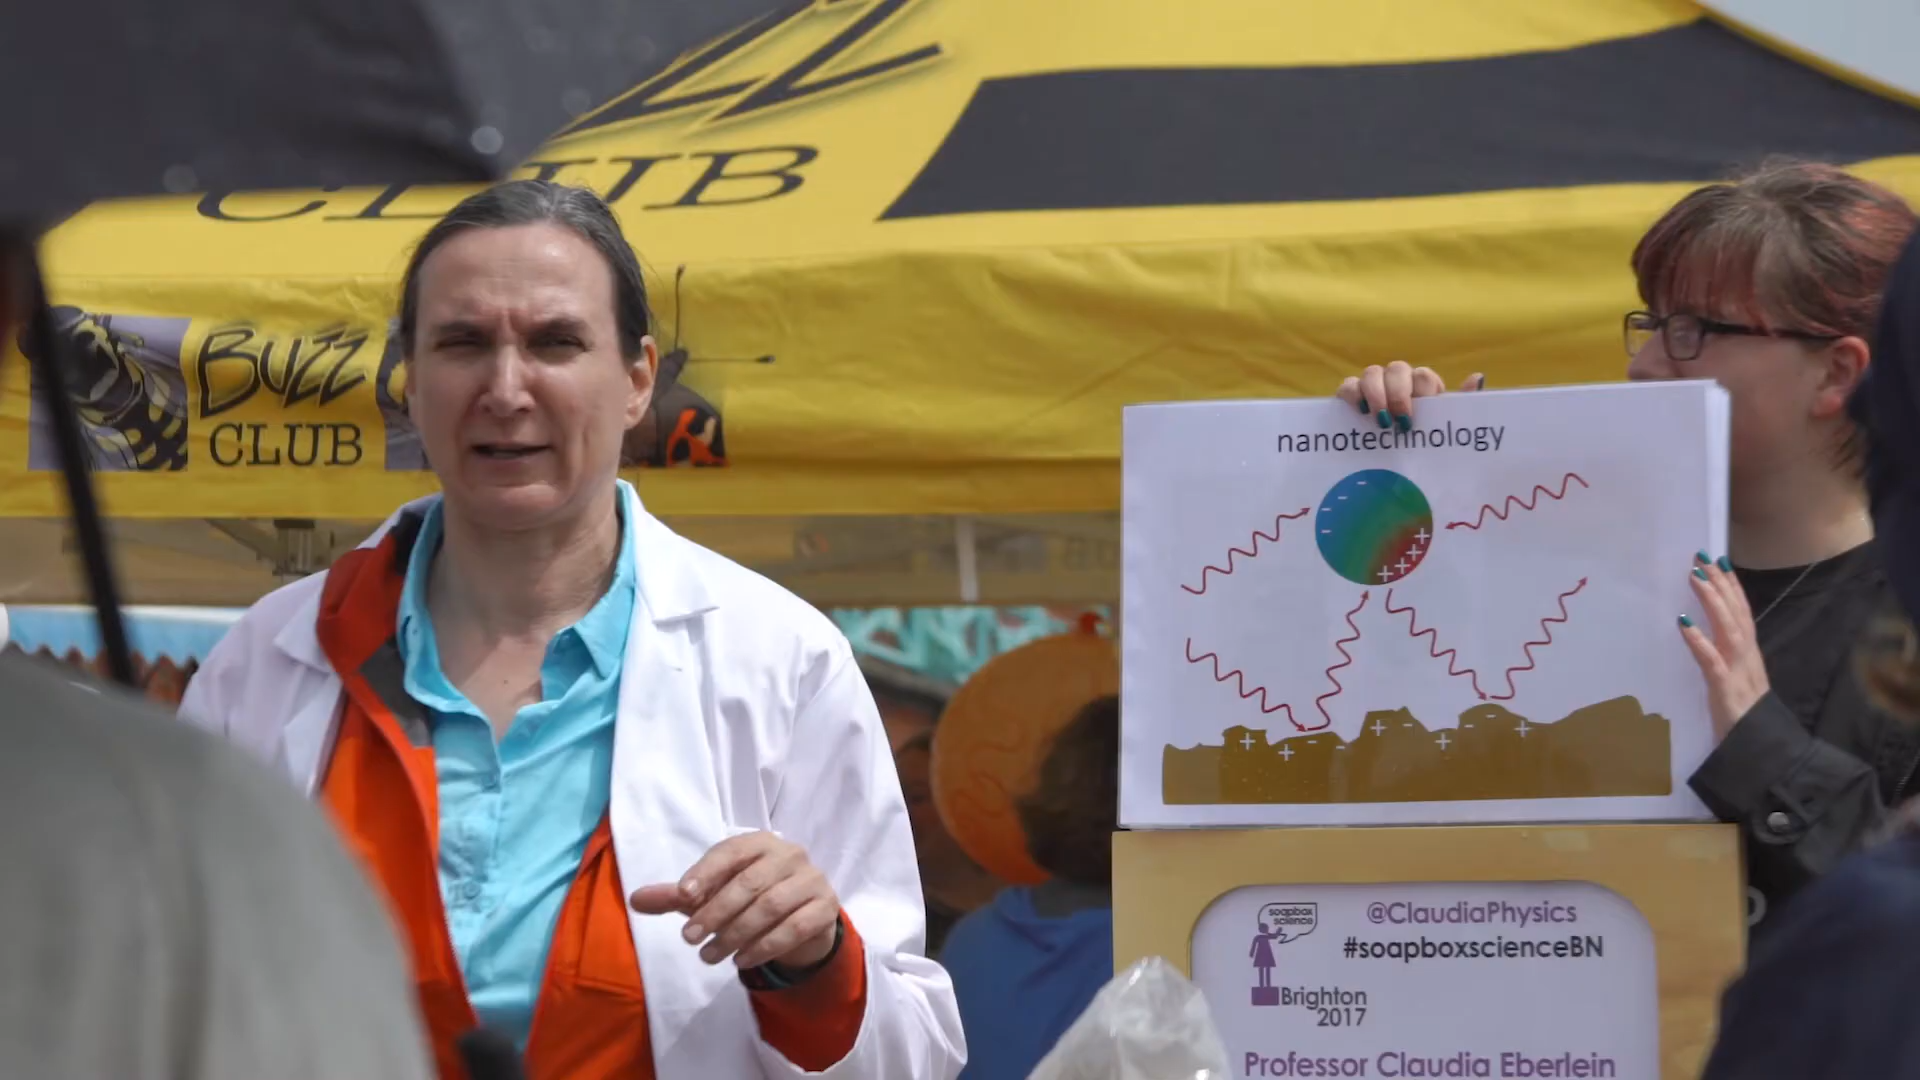 CLUB
BUZZ
CLUB
nanotechnology
soapbox
science
@ClaudiaPhysics
#soapboxscienceBN
Brighton
2017
Professor Claudia Eberlein